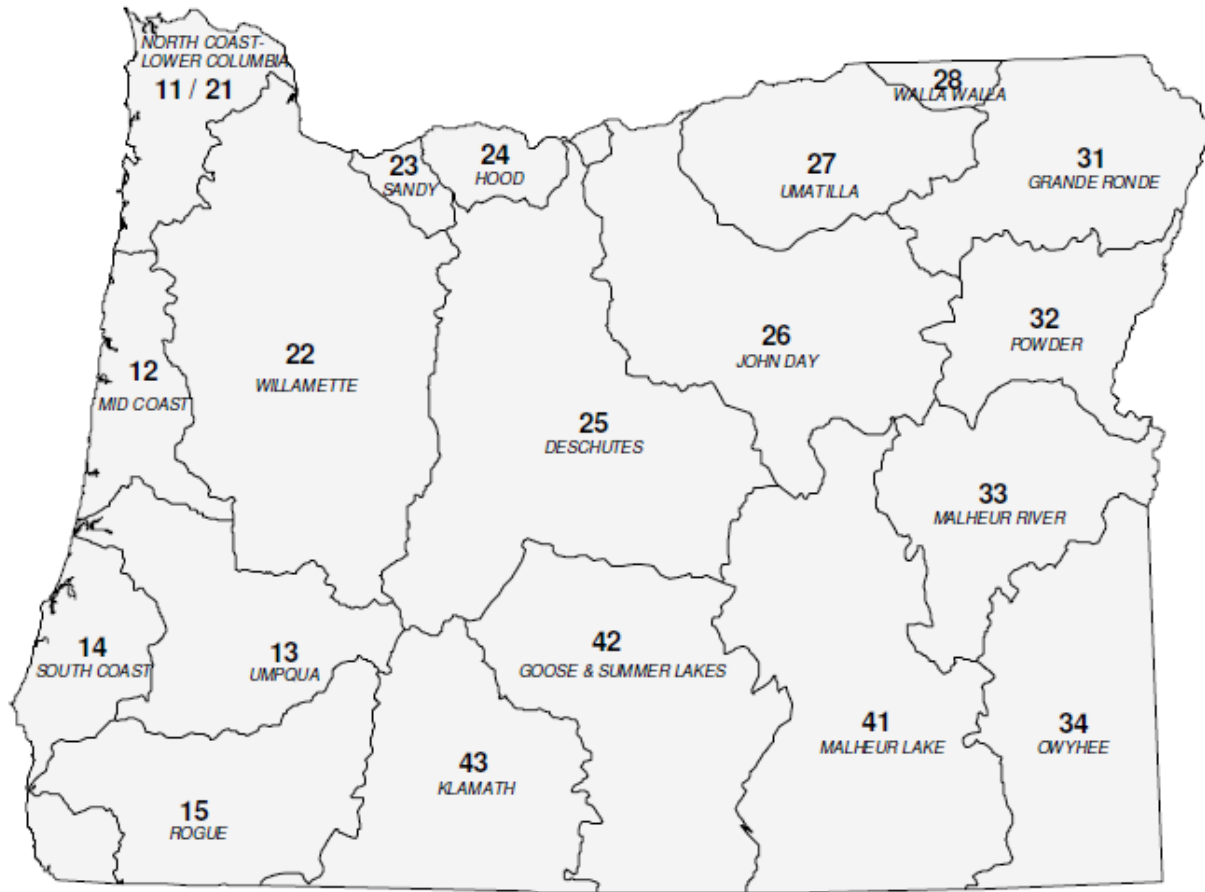 NORTH COAST-
LOWER COLUMBIA
11 / 21
28
WALLA WALLA
23
SANDY
24
HOOD
27
UMATILLA
31
GRANDE RONDE
12
MID COAST
22
WILLAMETTE
26
JOHN DAY
32
POWDER
25
DESCHUTES
33
MALHEUR RIVER
14
SOUTH COAST
13
UMPQUA
42
GOOSE & SUMMER LAKES
41
MALHEUR LAKE
34
OWYHEE
43
KLAMATH
15
ROGUE